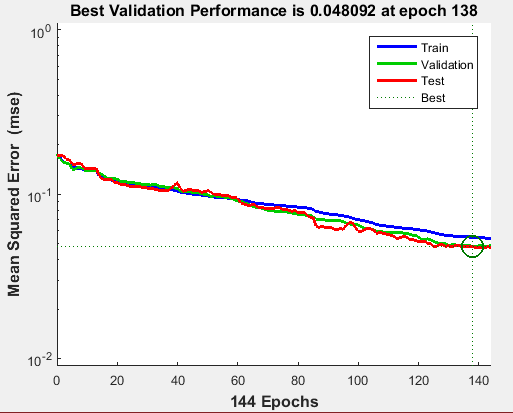 Best Validation Performance is 0.048092 at epoch 138
10^0
Train
Validation
Test
Best
Mean Squared Error (mse)
10^-1
10^-2
0 20 40 60 80 100 120 140
144 Epochs